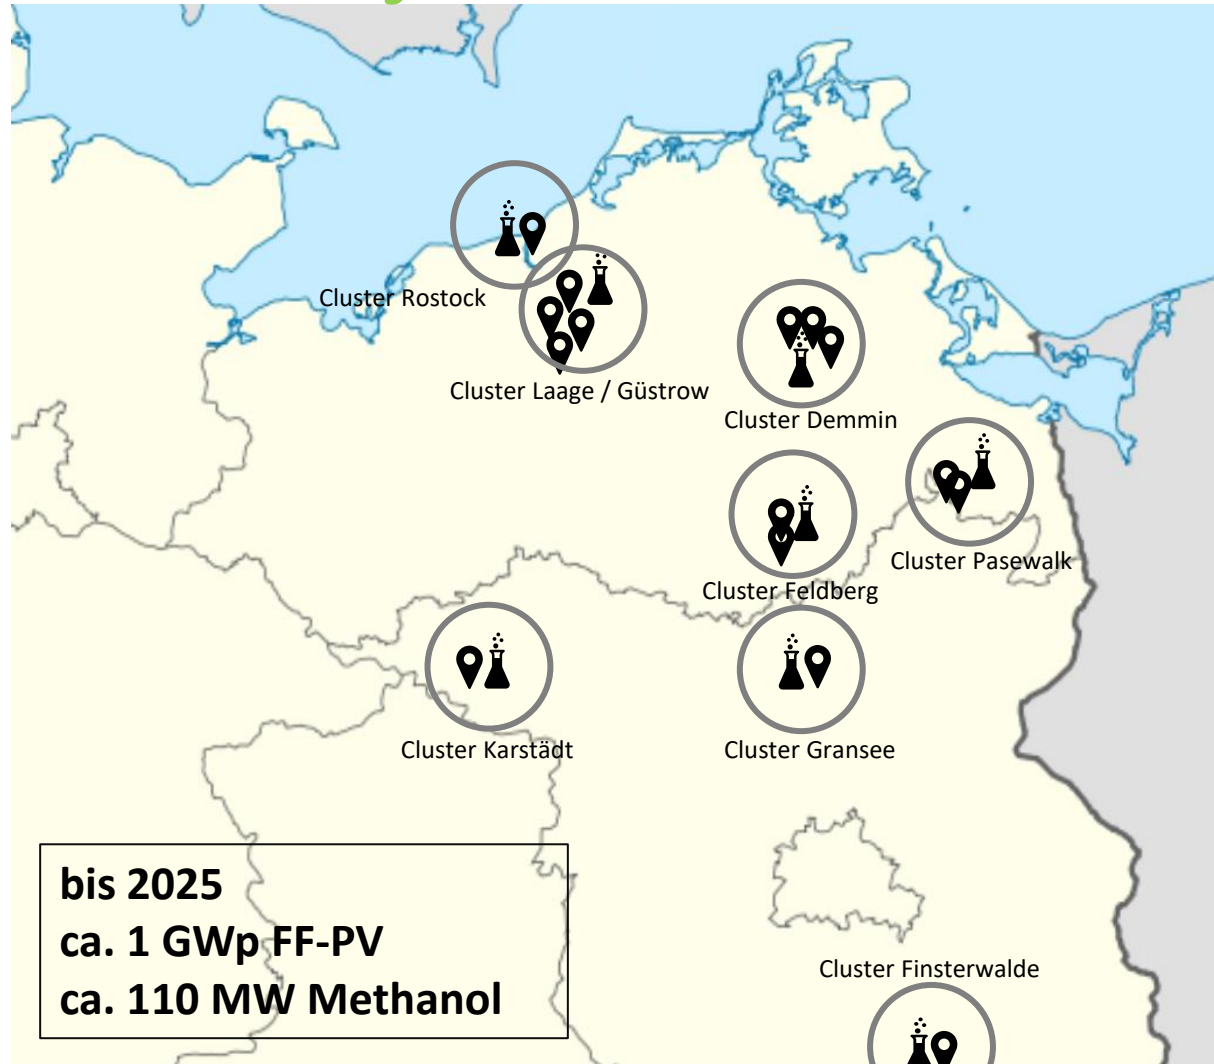 Cluster Rostock
Cluster Laage / Güstrow
Cluster Demmin
Cluster Pasewalk
Cluster Feldberg
Cluster Karstädt
Cluster Gransee
bis 2025
ca. 1 GWp FF-PV
ca. 110 MW Methanol
Cluster Finsterwalde